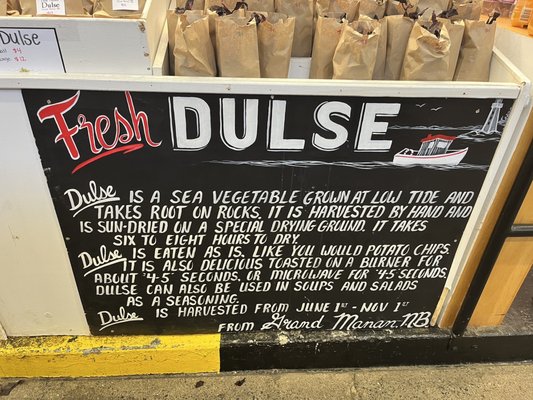 Dulse
Dulse
$12
$4
Fresh DULSE
Dulse IS A SEA VEGETABLE GROWN AT LOW TIDE AND
TAKES ROOT ON ROCKS. IT IS HARVESTED BY HAND AND
IS SUN-DRIED ON A SPECIAL DRYING GROUND. IT TAKES
SIX TO EIGHT HOURS TO DRY.
Dulse IS EATEN AS IS, LIKE YOU WOULD POTATO CHIPS.
IT IS ALSO DELICIOUS TOASTED ON A BURNER FOR
ABOUT "4-5" SECONDS, OR MICROWAVE FOR "45" SECONDS.
DULSE CAN ALSO BE USED IN SOUPS AND SALADS
AS A SEASONING.
Dulse IS HARVESTED FROM JUNE 1ST - NOV 1ST
FROM Grand Manan, NB